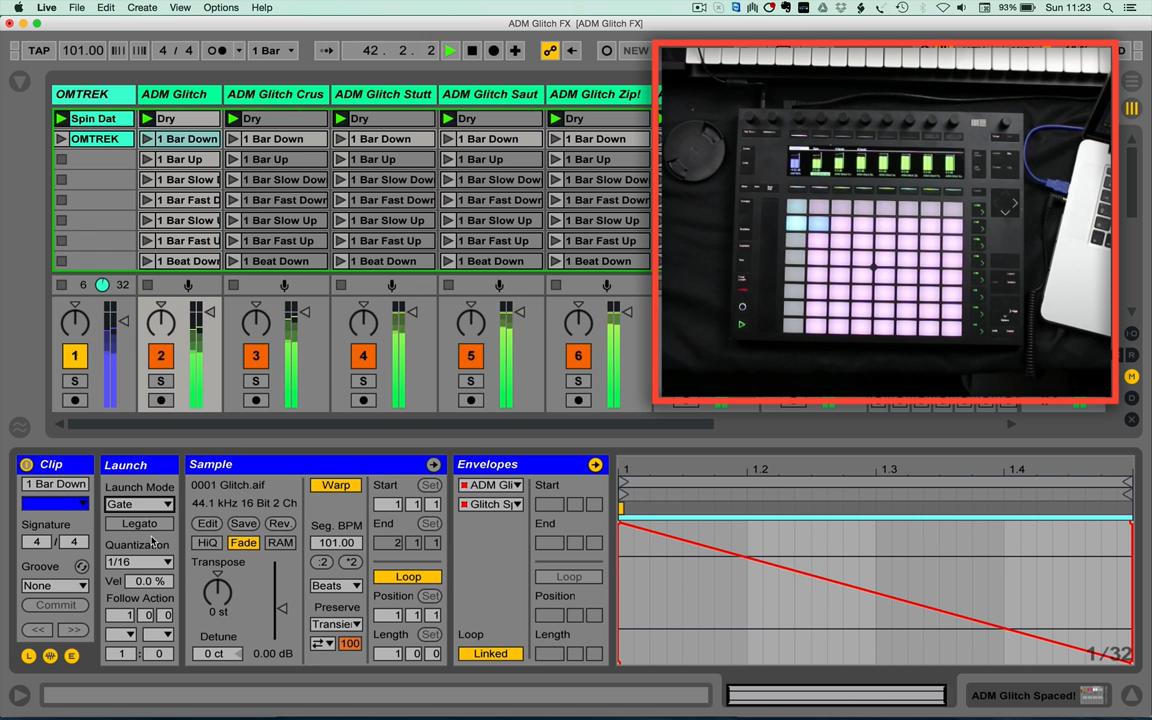 Live File Edit Create View Options Help 93% Sun 11:23
ADM Glitch FX [ADM Glitch FX]
TAP 101.00 4 / 4 1 Bar 42 . 2 . 2 NEW
OMTREK ADM Glitch ADM Glitch Crus ADM Glitch Stutt ADM Glitch Saut ADM Glitch Zip!
Spin Dat Dry Dry Dry Dry Dry
OMTREK 1 Bar Down 1 Bar Down 1 Bar Down 1 Bar Down 1 Bar Down
1 Bar Up 1 Bar Up 1 Bar Up 1 Bar Up 1 Bar Up
1 Bar Slow D 1 Bar Slow Down 1 Bar Slow Down 1 Bar Slow Down 1 Bar Slow Down
1 Bar Fast D 1 Bar Fast Down 1 Bar Fast Down 1 Bar Fast Down 1 Bar Fast Down
1 Bar Slow U 1 Bar Slow Up 1 Bar Slow Up 1 Bar Slow Up 1 Bar Slow Up
1 Bar Fast U 1 Bar Fast Up 1 Bar Fast Up 1 Bar Fast Up 1 Bar Fast Up
1 Beat Down 1 Beat Down 1 Beat Down 1 Beat Down 1 Beat Down
6 32
1 2 3 4 5 6
S S S S S S
Clip Launch Sample Envelopes
1 Bar Down
Signature
4 / 4
Groove
None
Commit
<< >>
L E
Launch Mode
Gate
Legato
Quantization
1/16
Vel 0.0 %
Follow Action
1 0 0
1 : 0
0001 Glitch.aif
44.1 kHz 16 Bit 2 Ch
Edit Save Rev.
HiQ Fade RAM
Transpose
0 st
Detune
0 ct 0.00 dB
Warp
Seg. BPM
101.00
:2 *2
Beats
Preserve
Transie
100
Start Set
1 1 1
End Set
2 1 1
Loop
Position Set
1 1 1
Length Set
1 0 0
ADM Gli
Glitch Sp
Loop
Linked
Start
End
Loop
Position
Length
1 1.2 1.3 1.4
1/32
ADM Glitch Spaced!
I·O
R
M
D